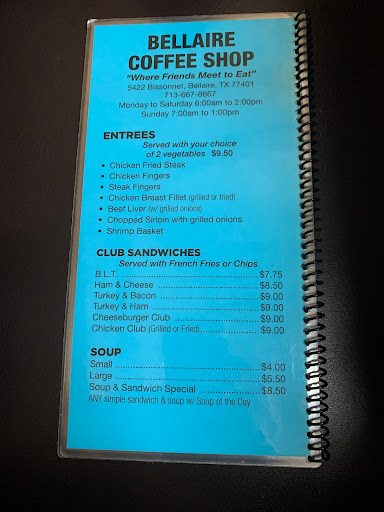 BELLAIRE
COFFEE SHOP
"Where Friends Meet to Eat"
5422 Bissonnet, Bellaire, TX 77401
713-667-8667
Monday to Saturday 6:00am to 2:00pm
Sunday 7:00am to 1:00pm
ENTREES
Served with your choice
of 2 vegetables $9.50
• Chicken Fried Steak
• Chicken Fingers
• Steak Fingers
• Chicken Breast Fillet (grilled or fried)
• Beef Liver (w/ grilled onions)
• Chopped Sirloin with grilled onions
• Shrimp Basket
CLUB SANDWICHES
Served with French Fries or Chips
B.L.T. $7.75
Ham & Cheese $8.50
Turkey & Bacon $9.00
Turkey & Ham $9.00
Cheeseburger Club $9.00
Chicken Club (Grilled or Fried) $9.00
SOUP
Small $4.00
Large $5.50
Soup & Sandwich Special $8.50
ANY simple sandwich & soup w/ Soup of the Day